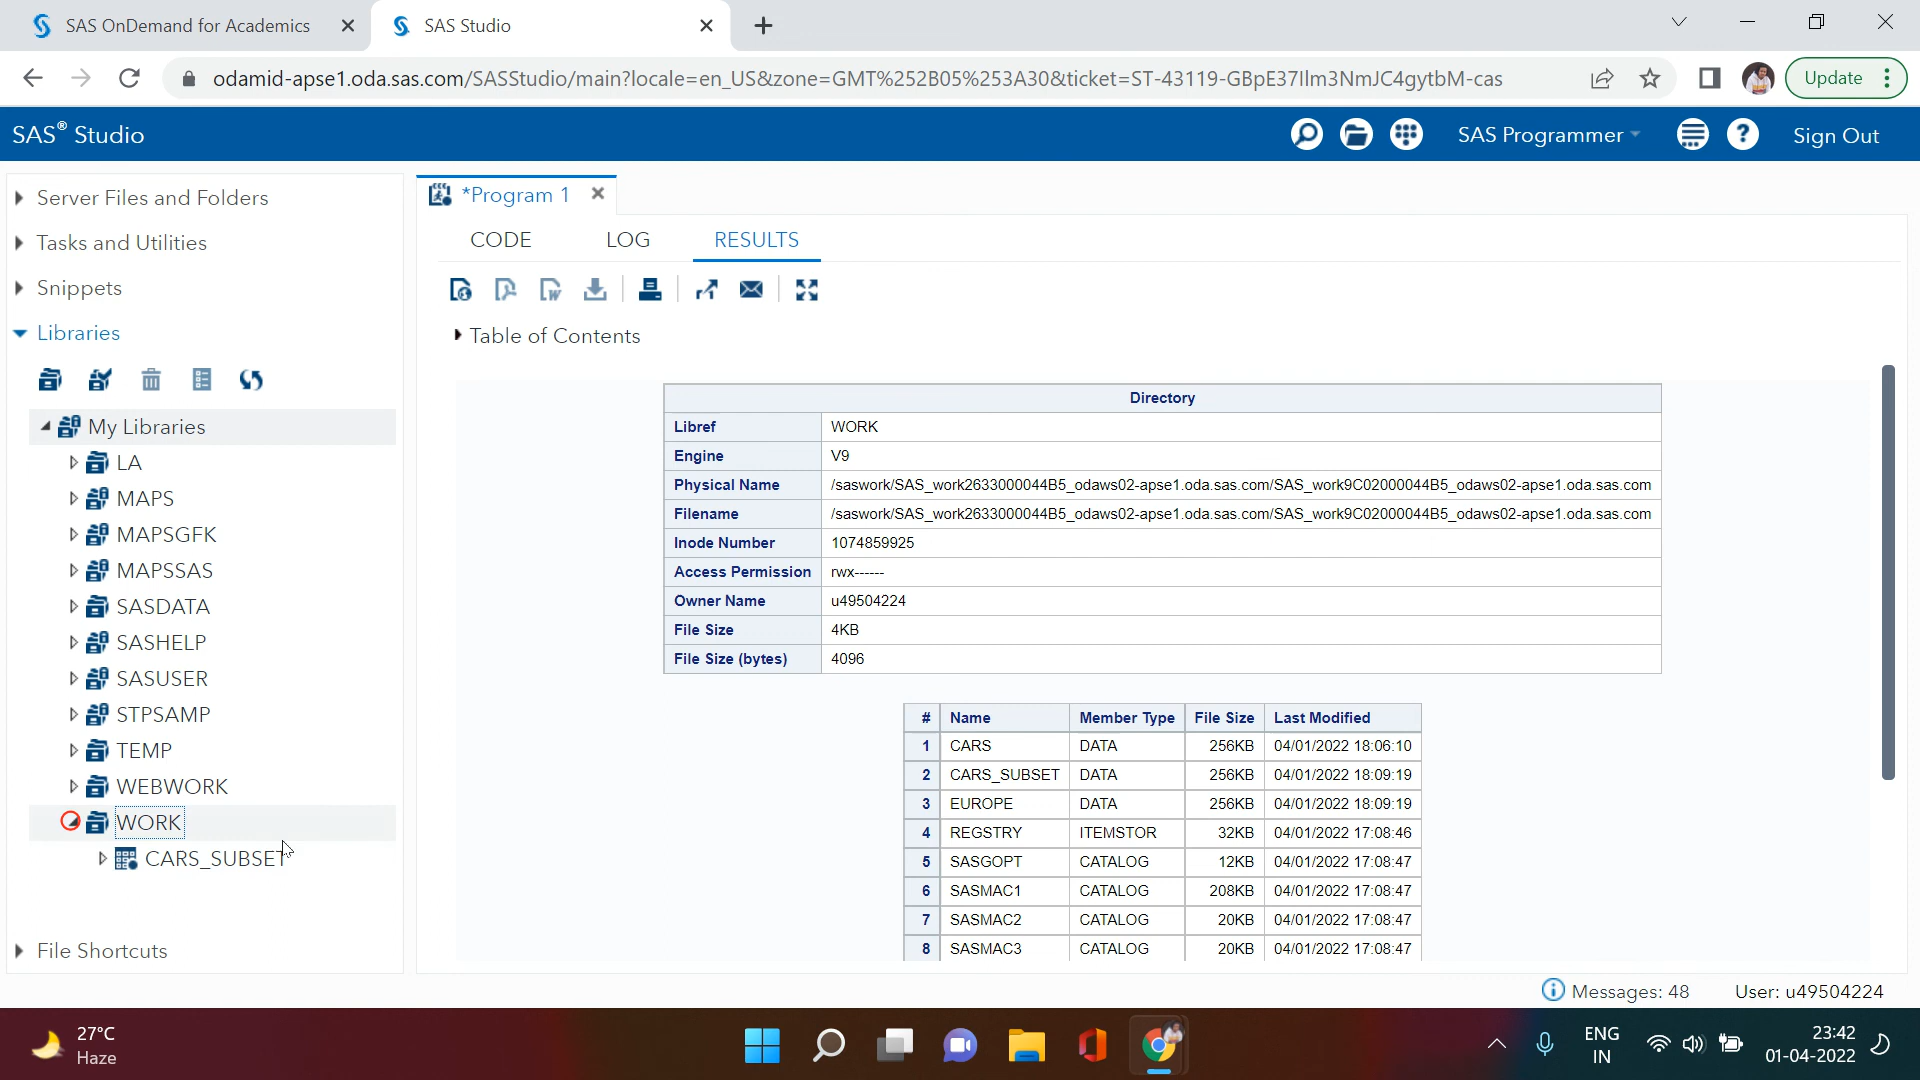 SAS OnDemand for Academics
SAS Studio
odamid-apse1.oda.sas.com/SASStudio/main?locale=en_US&zone=GMT%252B05%253A30&ticket=ST-43119-GBpE37Ilm3NmJC4gytbM-cas
Update
SAS® Studio
SAS Programmer
Sign Out
Server Files and Folders
Tasks and Utilities
Snippets
Libraries
My Libraries
LA
MAPS
MAPSGFK
MAPSSAS
SASDATA
SASHELP
SASUSER
STPSAMP
TEMP
WEBWORK
WORK
CARS_SUBSET
File Shortcuts
*Program 1
CODE LOG RESULTS
Table of Contents
Directory
Libref WORK
Engine V9
Physical Name /saswork/SAS_work2633000044B5_odaws02-apse1.oda.sas.com/SAS_work9C02000044B5_odaws02-apse1.oda.sas.com
Filename /saswork/SAS_work2633000044B5_odaws02-apse1.oda.sas.com/SAS_work9C02000044B5_odaws02-apse1.oda.sas.com
Inode Number 1074859925
Access Permission rwx------
Owner Name u49504224
File Size 4KB
File Size (bytes) 4096
# Name Member Type File Size Last Modified
1 CARS DATA 256KB 04/01/2022 18:06:10
2 CARS_SUBSET DATA 256KB 04/01/2022 18:09:19
3 EUROPE DATA 256KB 04/01/2022 18:09:19
4 REGSTRY ITEMSTOR 32KB 04/01/2022 17:08:46
5 SASGOPT CATALOG 12KB 04/01/2022 17:08:47
6 SASMAC1 CATALOG 208KB 04/01/2022 17:08:47
7 SASMAC2 CATALOG 20KB 04/01/2022 17:08:47
8 SASMAC3 CATALOG 20KB 04/01/2022 17:08:47
Messages: 48
User: u49504224
27°C
Haze
ENG
IN
23:42
01-04-2022